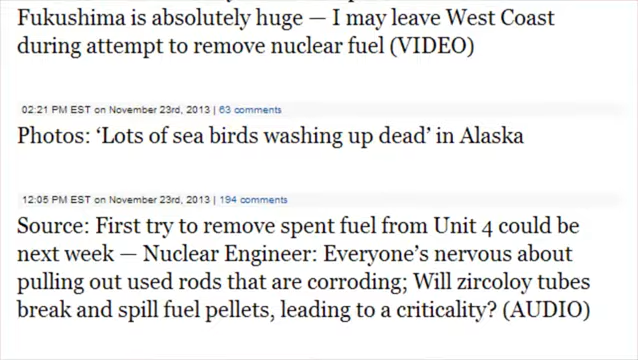 Fukushima is absolutely huge — I may leave West Coast
during attempt to remove nuclear fuel (VIDEO)
02:21 PM EST on November 23rd, 2013 | 63 comments
Photos: ‘Lots of sea birds washing up dead’ in Alaska
12:05 PM EST on November 23rd, 2013 | 194 comments
Source: First try to remove spent fuel from Unit 4 could be
next week — Nuclear Engineer: Everyone’s nervous about
pulling out used rods that are corroding; Will zircoloy tubes
break and spill fuel pellets, leading to a criticality? (AUDIO)